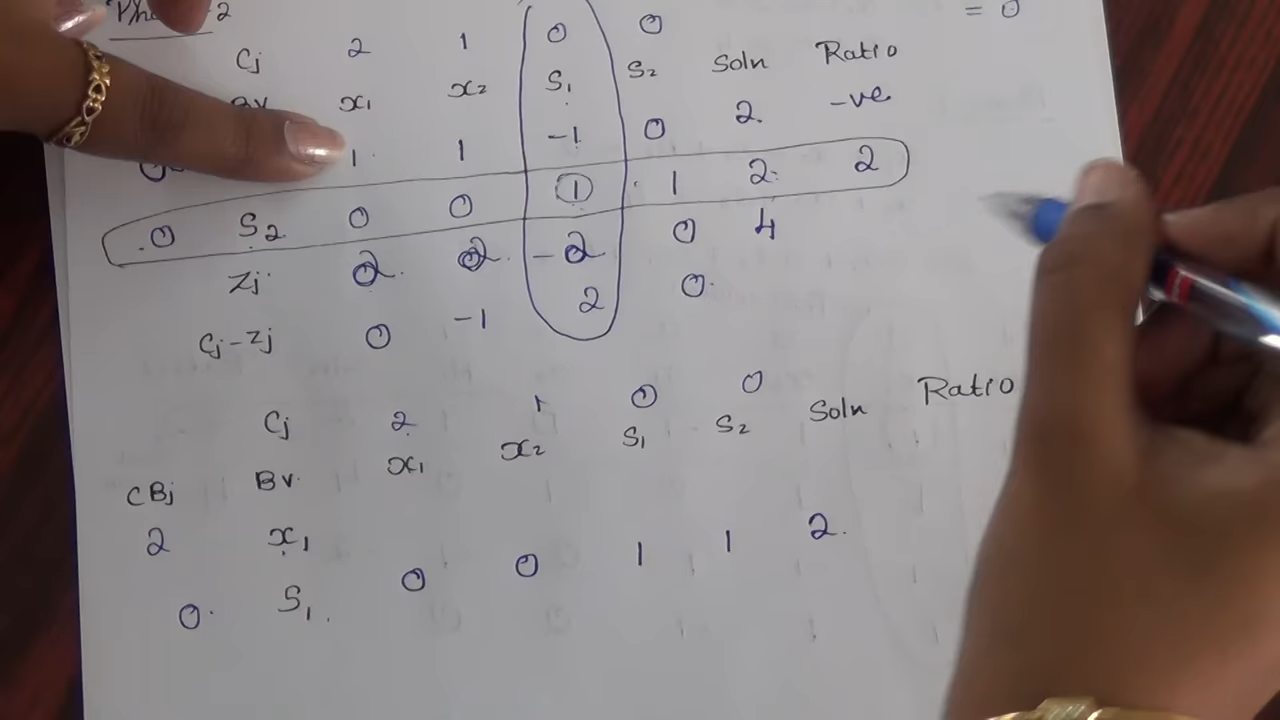 2
= 0
Cj 2 1 0 0
x1 x2 S1 S2 Soln Ratio
1 1 -1 0 2 -ve
0 S2 0 0 1 1 2 2
Zj 2 2 -2 0 4
Cj-Zj 0 -1 2 0
Cj 2 1 0 0
CBj BV x1 x2 S1 S2 Soln Ratio
2 x1
0 S1 0 0 1 1 2